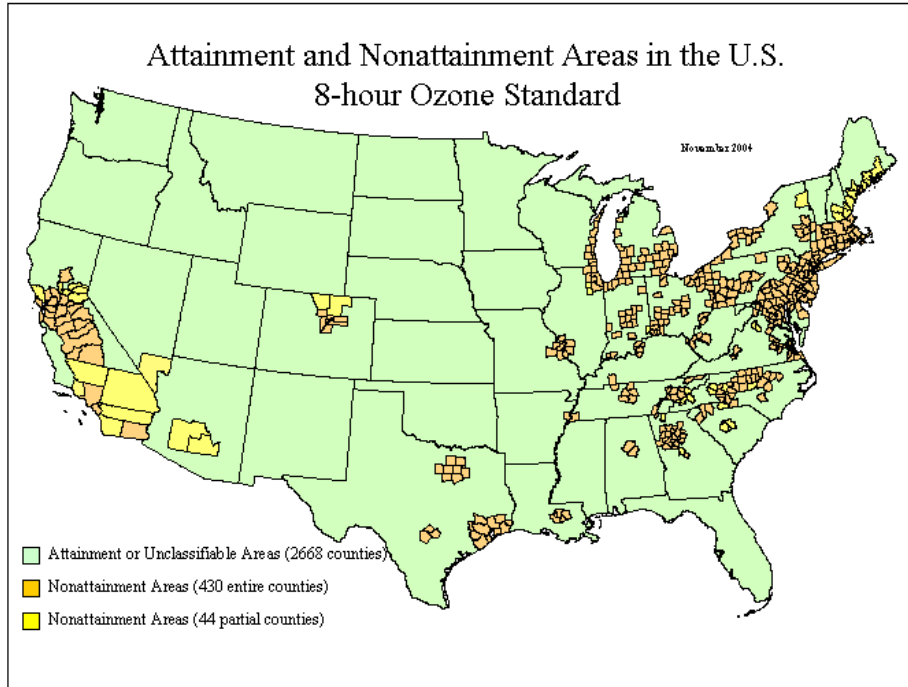 Attainment and Nonattainment Areas in the U.S.
8-hour Ozone Standard
November 2004
Attainment or Unclassifiable Areas (2668 counties)
Nonattainment Areas (430 entire counties)
Nonattainment Areas (44 partial counties)